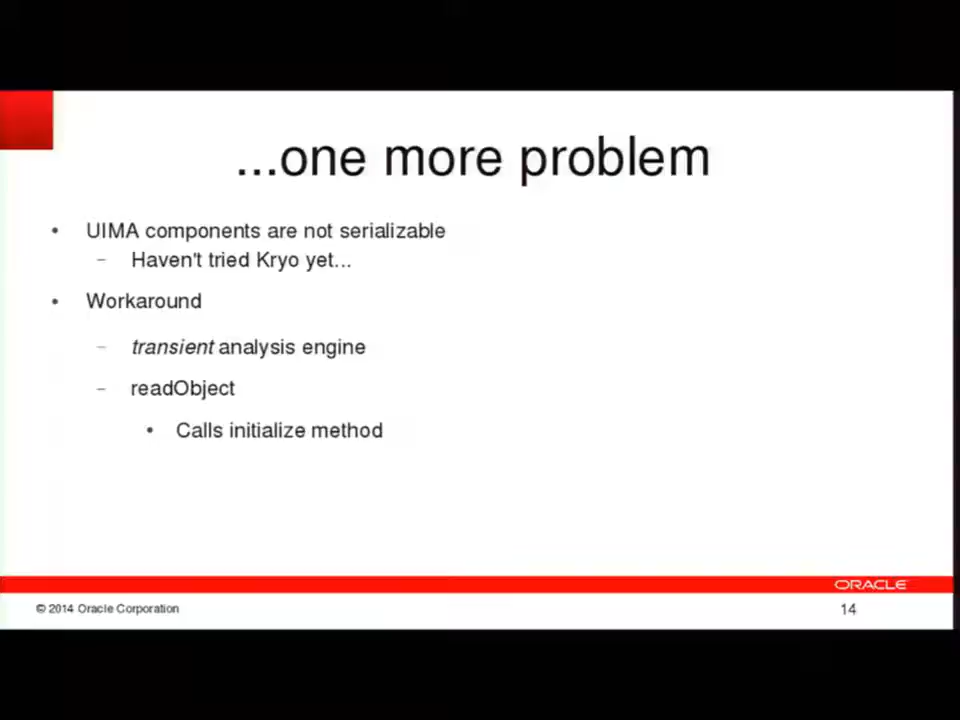 ...one more problem
• UIMA components are not serializable
– Haven't tried Kryo yet...
• Workaround
– transient analysis engine
– readObject
• Calls initialize method
ORACLE
© 2014 Oracle Corporation
14